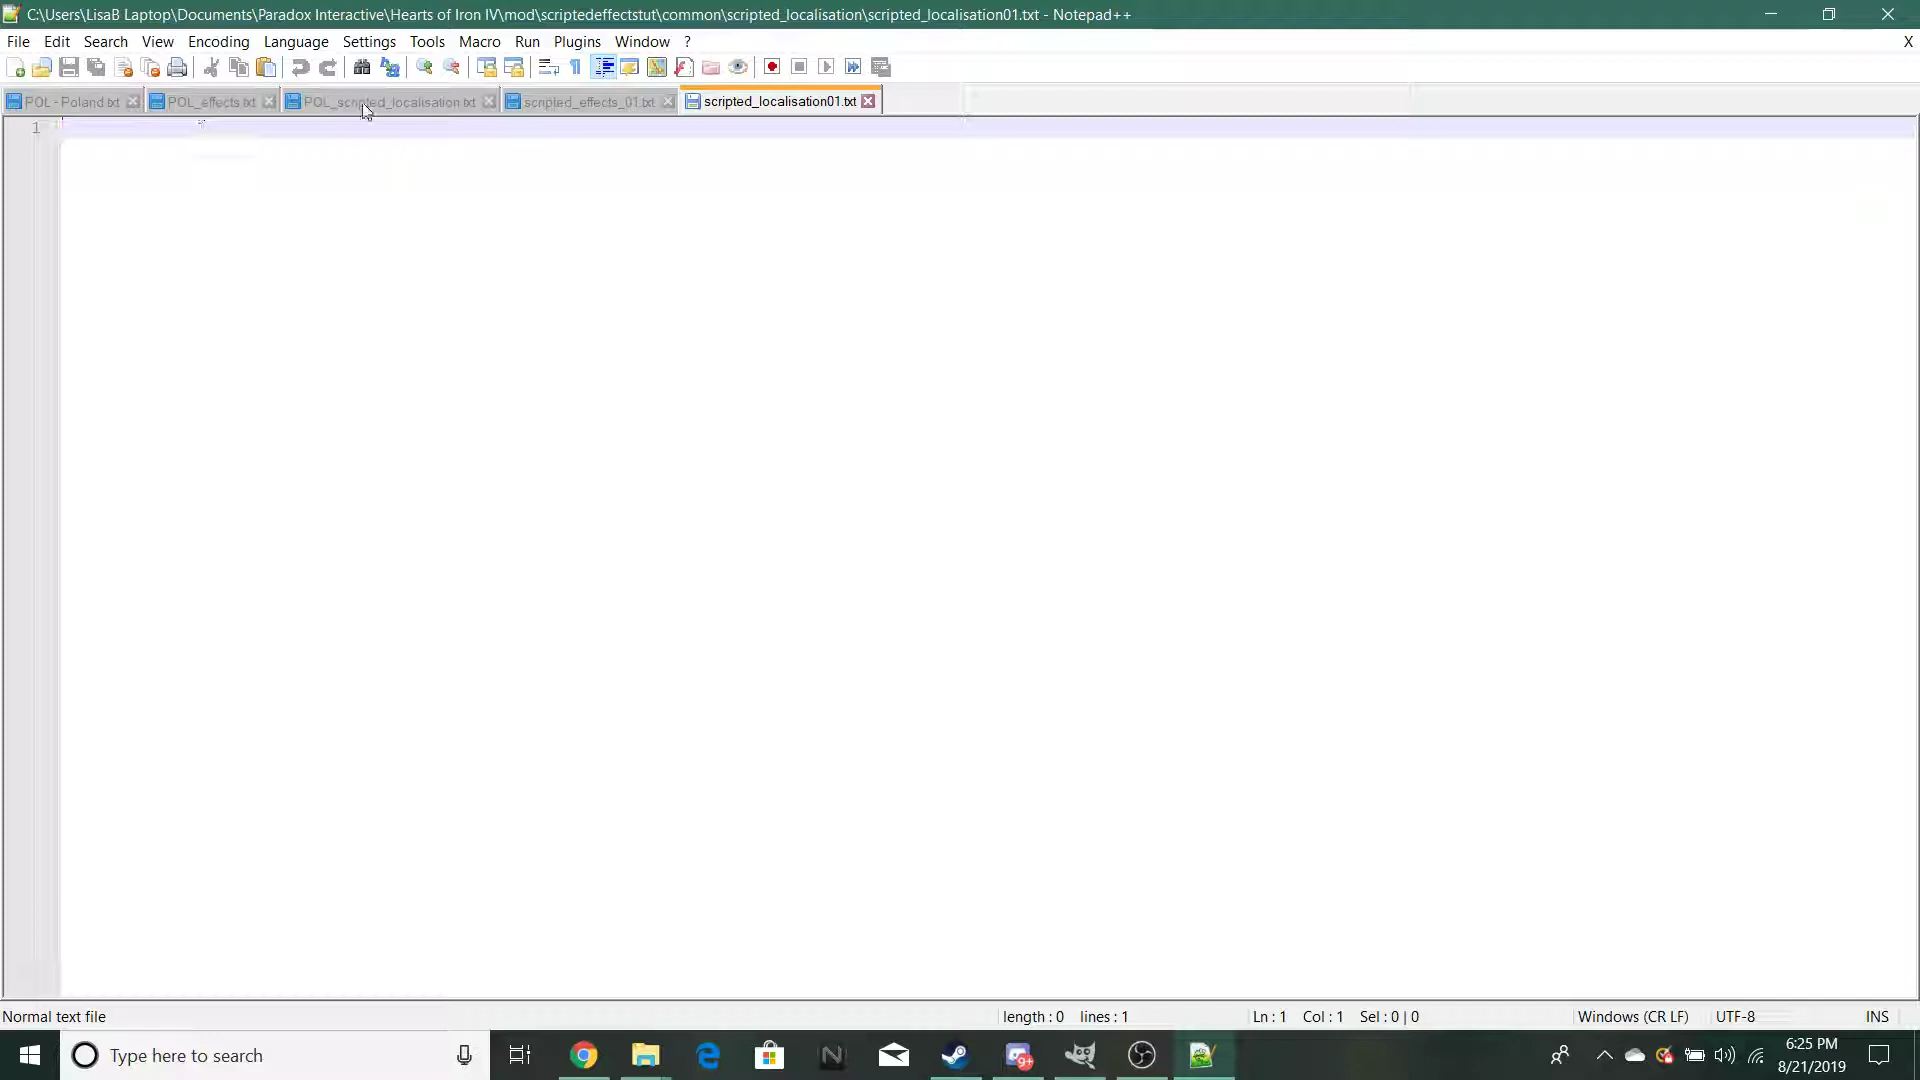 C:\Users\LisaB Laptop\Documents\Paradox Interactive\Hearts of Iron IV\mod\scriptedeffectstut\common\scripted_localisation\scripted_localisation01.txt - Notepad++
File Edit Search View Encoding Language Settings Tools Macro Run Plugins Window ? X
POL - Poland.txt POL_effects.txt POL_scripted_localisation.txt scripted_effects_01.txt scripted_localisation01.txt
1
Normal text file length : 0 lines : 1 Ln : 1 Col : 1 Sel : 0 | 0 Windows (CR LF) UTF-8 INS
Type here to search 9+ 6:25 PM
8/21/2019